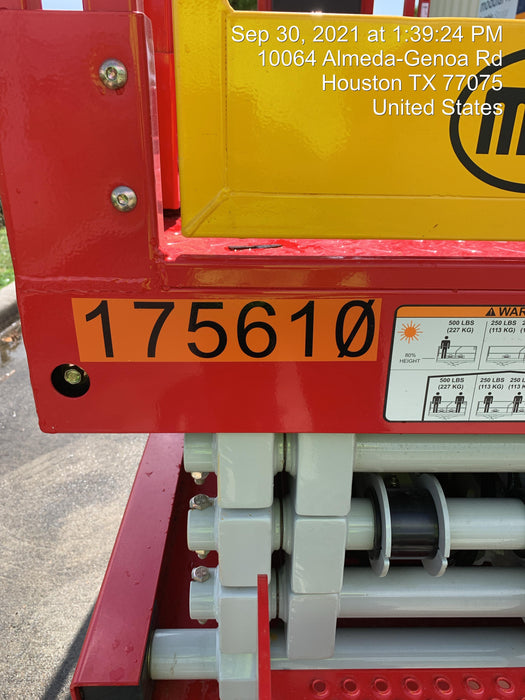 Sep 30, 2021 at 1:39:24 PM
10064 Almeda-Genoa Rd
Houston TX 77075
United States
175610
500 LBS
(227 KG)
250 LBS
(113 KG)
80%
HEIGHT
500 LBS
(227 KG)
250 LBS
(113 KG)